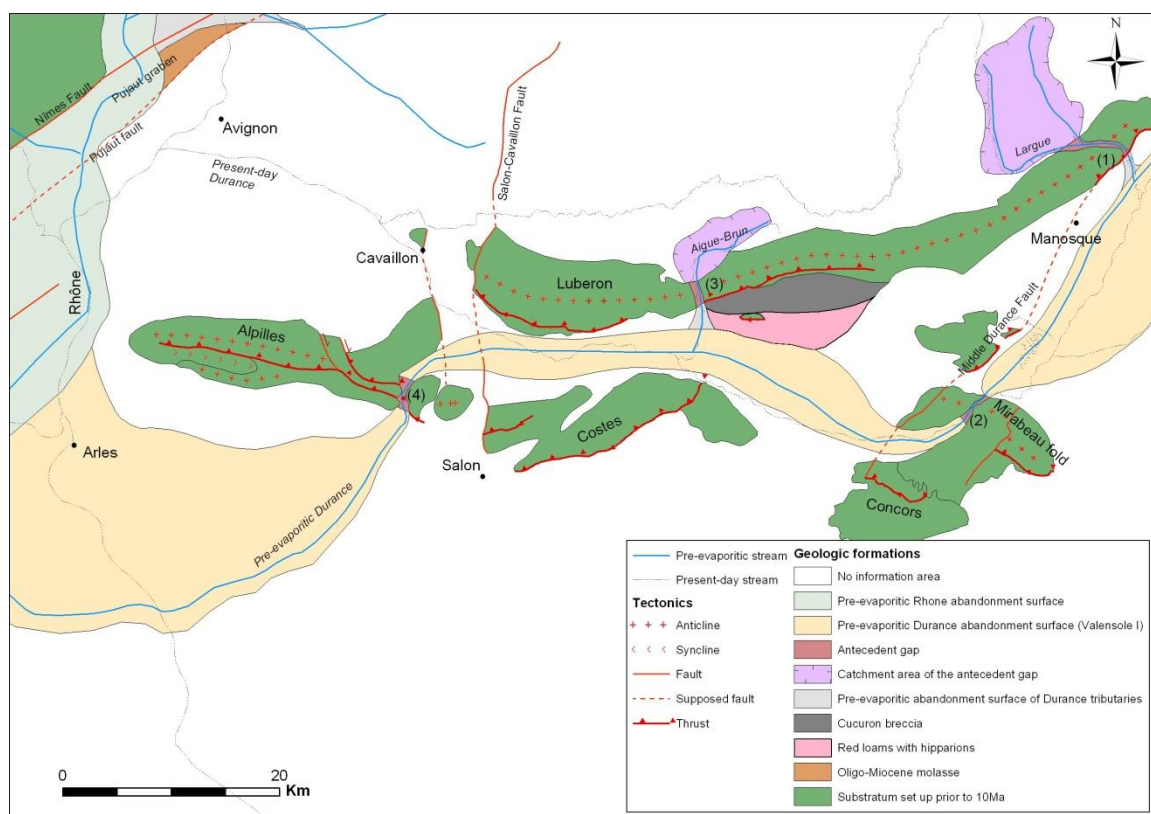 N
Nîmes Fault
Pujaut graben
Pujaut fault
Avignon
Present-day
Durance
Salon-Cavaillon Fault
Largue
(1)
Manosque
Aigue-Brun
Cavaillon
Rhône
Luberon
(3)
Alpilles
Middle Durance Fault
(4)
Costes
(2)
Mirabeau fold
Arles
Salon
Concors
Pre-evaporitic Durance
Pre-evaporitic stream
Present-day stream
Tectonics
Anticline
Syncline
Fault
Supposed fault
Thrust
Geologic formations
No information area
Pre-evaporitic Rhone abandonment surface
Pre-evaporitic Durance abandonment surface (Valensole I)
Antecedent gap
Catchment area of the antecedent gap
Pre-evaporitic abandonment surface of Durance tributaries
Cucuron breccia
Red loams with hipparions
Oligo-Miocene molasse
Substratum set up prior to 10Ma
0 20
Km